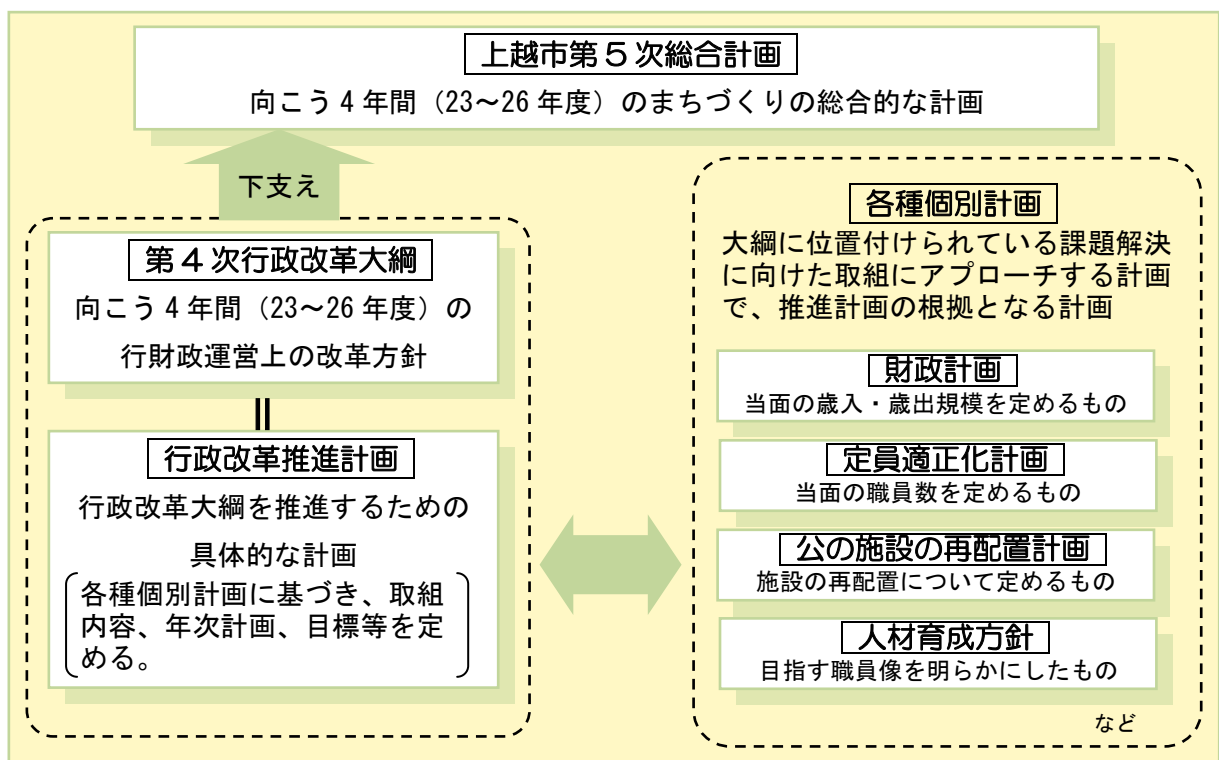 上越市第５次総合計画
向こう４年間（23～26年度）のまちづくりの総合的な計画
下支え
第４次行政改革大綱
向こう４年間（23～26年度）の
行財政運営上の改革方針
行政改革推進計画
行政改革大綱を推進するための
具体的な計画
各種個別計画に基づき、取組
内容、年次計画、目標等を定
める。
各種個別計画
大綱に位置付けられている課題解決
に向けた取組にアプローチする計画
で、推進計画の根拠となる計画
財政計画
当面の歳入・歳出規模を定めるもの
定員適正化計画
当面の職員数を定めるもの
公の施設の再配置計画
施設の再配置について定めるもの
人材育成方針
目指す職員像を明らかにしたもの
など